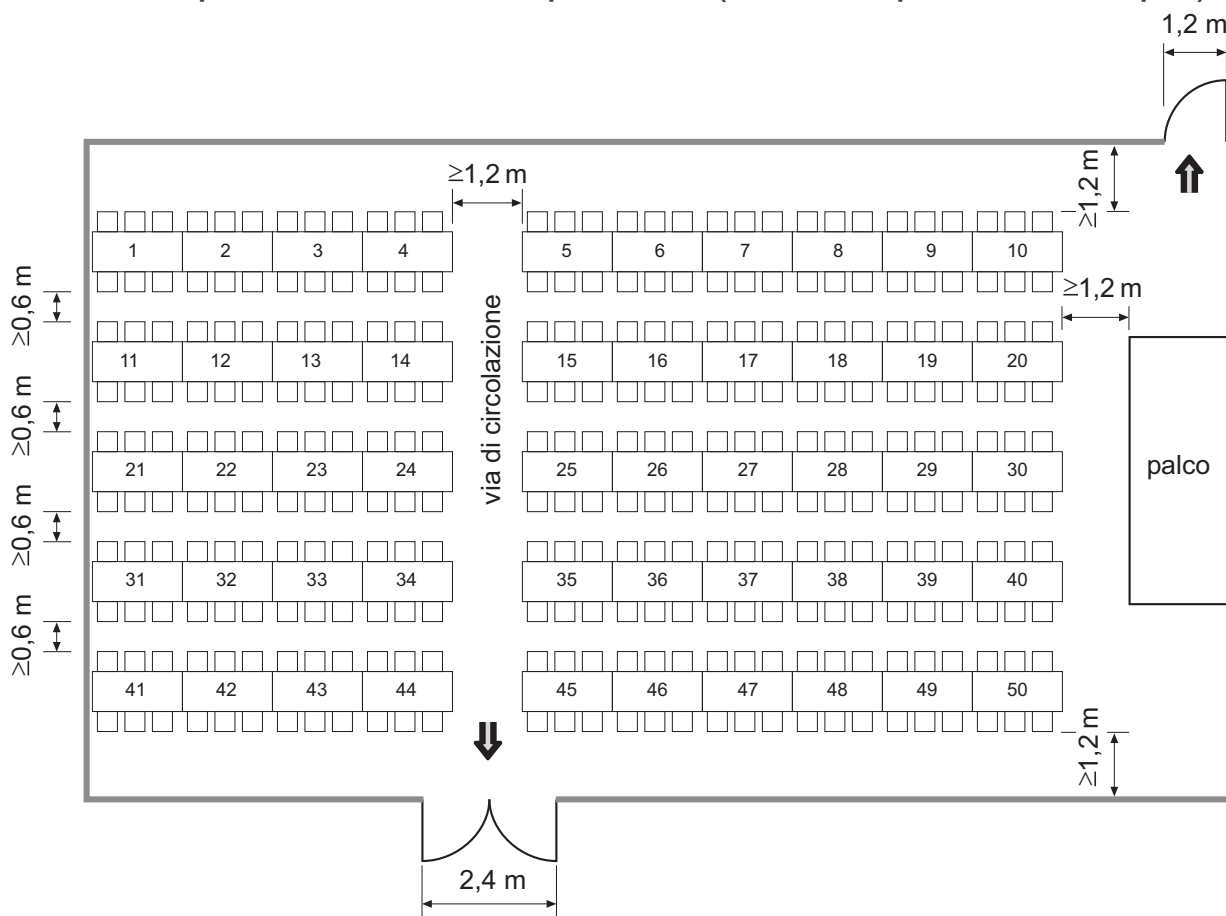 1,2 m
≥1,2 m
≥1,2 m
1 2 3 4 5 6 7 8 9 10
≥0,6 m
≥1,2 m
11 12 13 14 15 16 17 18 19 20
≥0,6 m
via di circolazione
21 22 23 24 25 26 27 28 29 30
palco
≥0,6 m
31 32 33 34 35 36 37 38 39 40
≥0,6 m
41 42 43 44 45 46 47 48 49 50
≥1,2 m
2,4 m